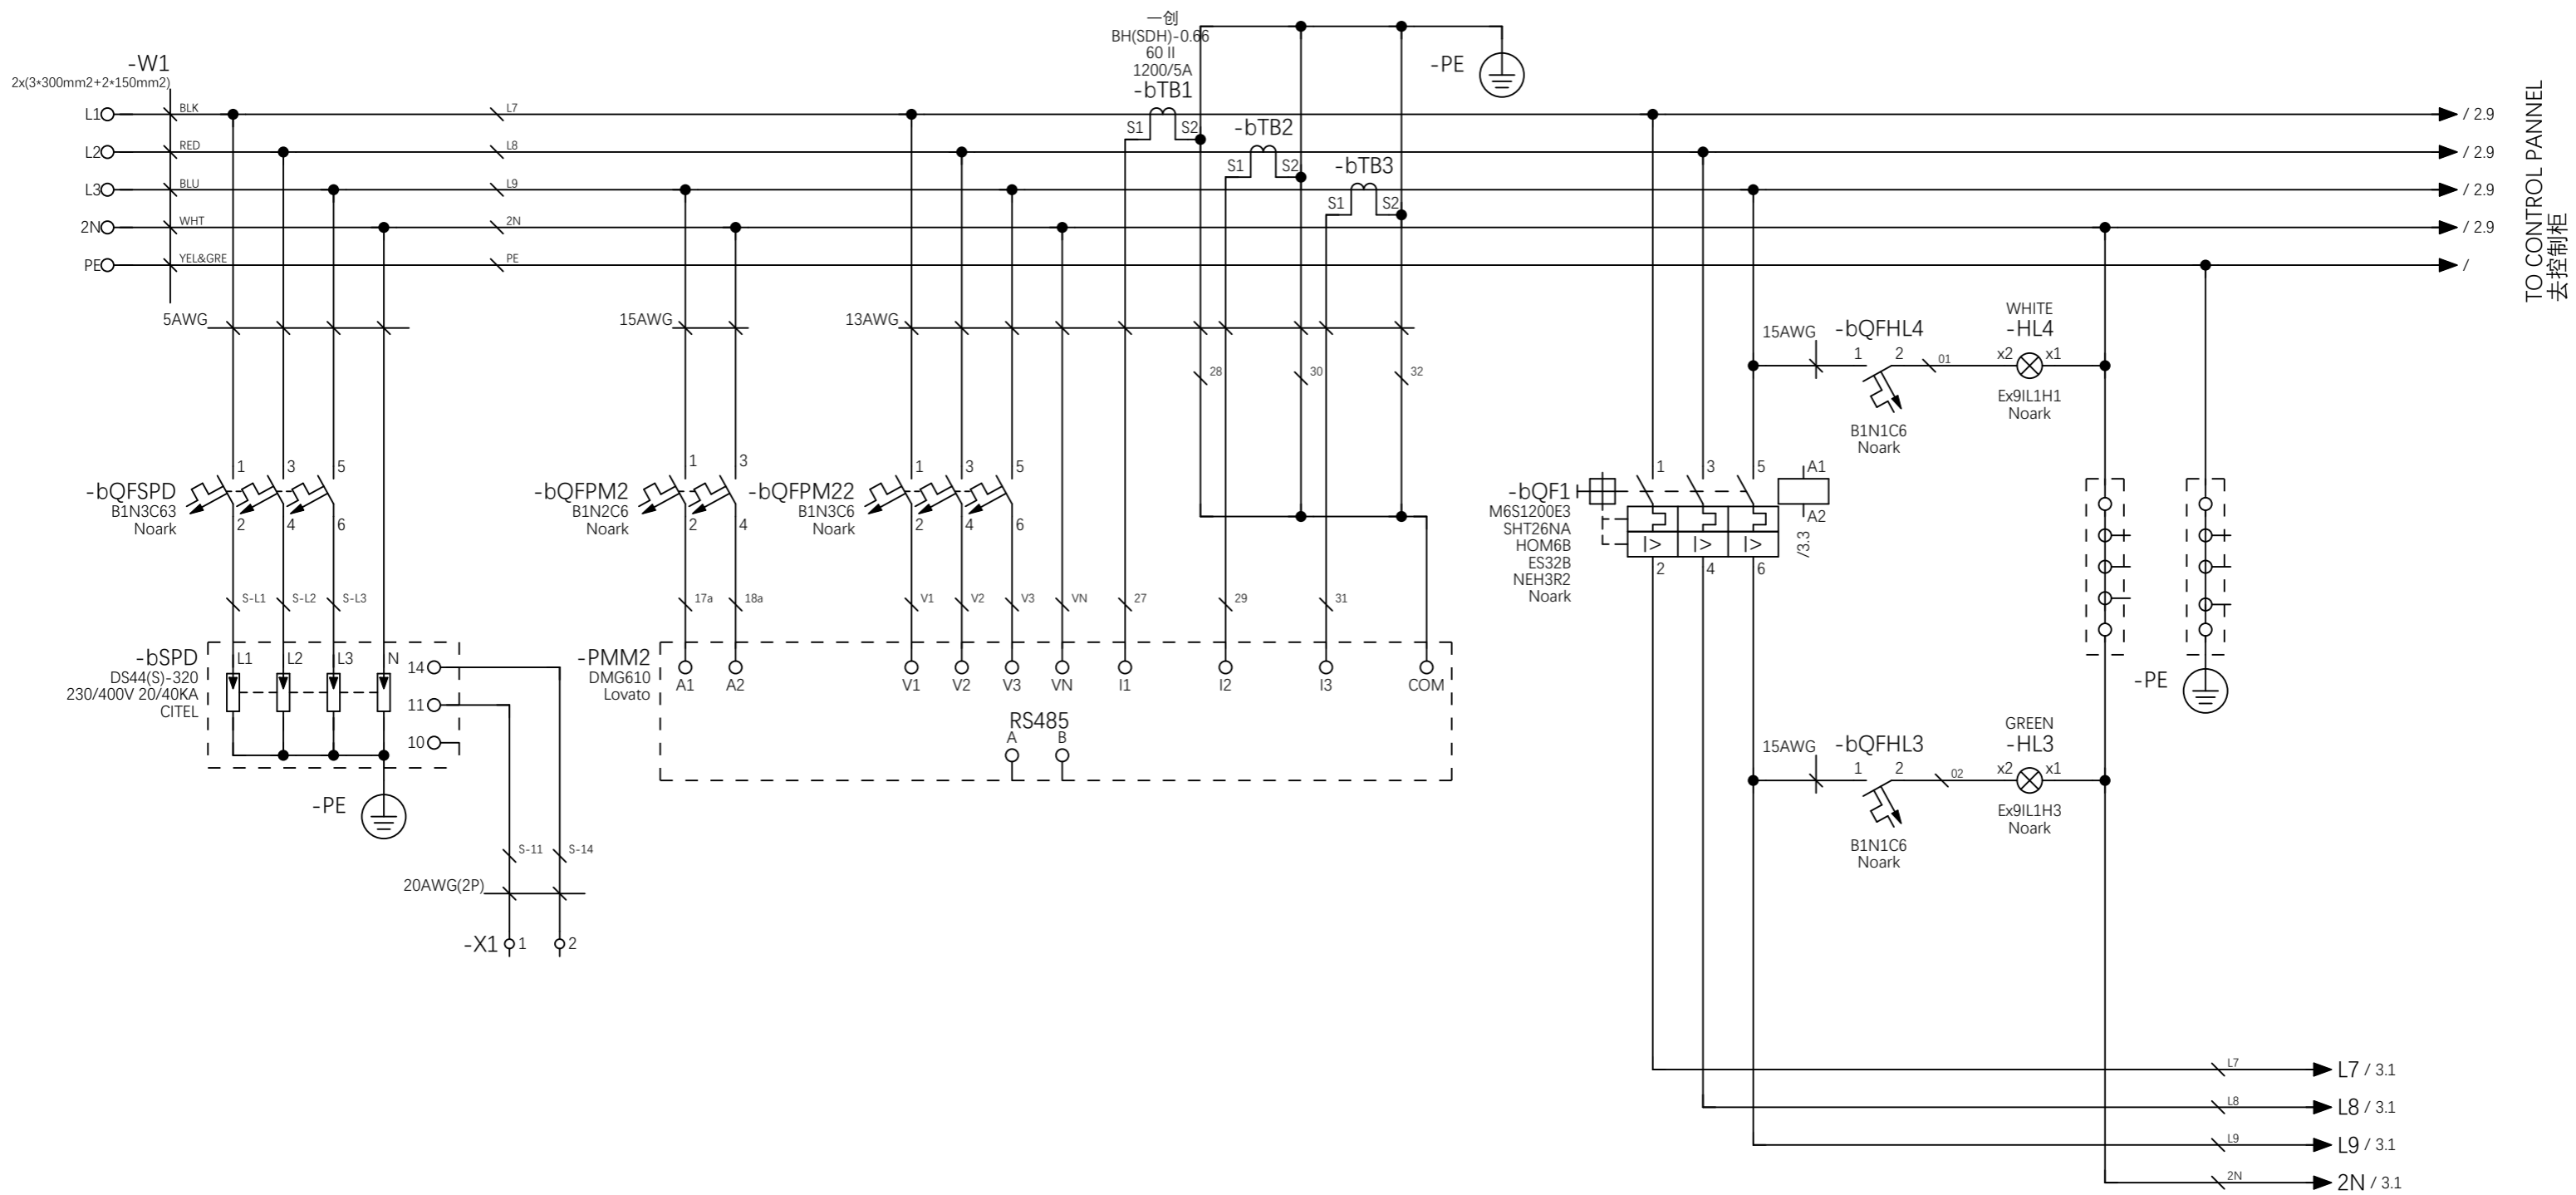 一创
BH(SDH)-0.66
60 II
1200/5A
-bTB1
-PE
-W1
2x(3*300mm2+2*150mm2)
L1
BLK
L7
S1
S2
-bTB2
/ 2.9
L2
RED
L8
S1
S2
-bTB3
/ 2.9
L3
BLU
L9
S1
S2
/ 2.9
2N
WHT
2N
/ 2.9
PE
YEL&GRE
PE
/
TO CONTROL PANNEL
去控制柜
5AWG
15AWG
13AWG
28
30
32
15AWG
-bQFHL4
1
2
01
WHITE
-HL4
x2
x1
Ex9IL1H1
Noark
B1N1C6
Noark
-bQFSPD
B1N3C63
Noark
1
3
5
2
4
6
-bQFPM2
B1N2C6
Noark
1
3
2
4
-bQFPM22
B1N3C6
Noark
1
3
5
2
4
6
-bQF1
M6S1200E3
SHT26NA
HOM6B
ES32B
NEH3R2
Noark
1
3
5
A1
A2
/3.3
I>
I>
I>
2
4
6
S-L1
S-L2
S-L3
17a
18a
V1
V2
V3
VN
27
29
31
-bSPD
DS44(S)-320
230/400V 20/40KA
CITEL
L1
L2
L3
N
14
11
10
-PE
-PMM2
DMG610
Lovato
A1
A2
V1
V2
V3
VN
I1
I2
I3
COM
RS485
A
B
-PE
15AWG
-bQFHL3
1
2
02
GREEN
-HL3
x2
x1
Ex9IL1H3
Noark
B1N1C6
Noark
S-11
S-14
20AWG(2P)
-X1
1
2
L7
L7 / 3.1
L8
L8 / 3.1
L9
L9 / 3.1
2N
2N / 3.1